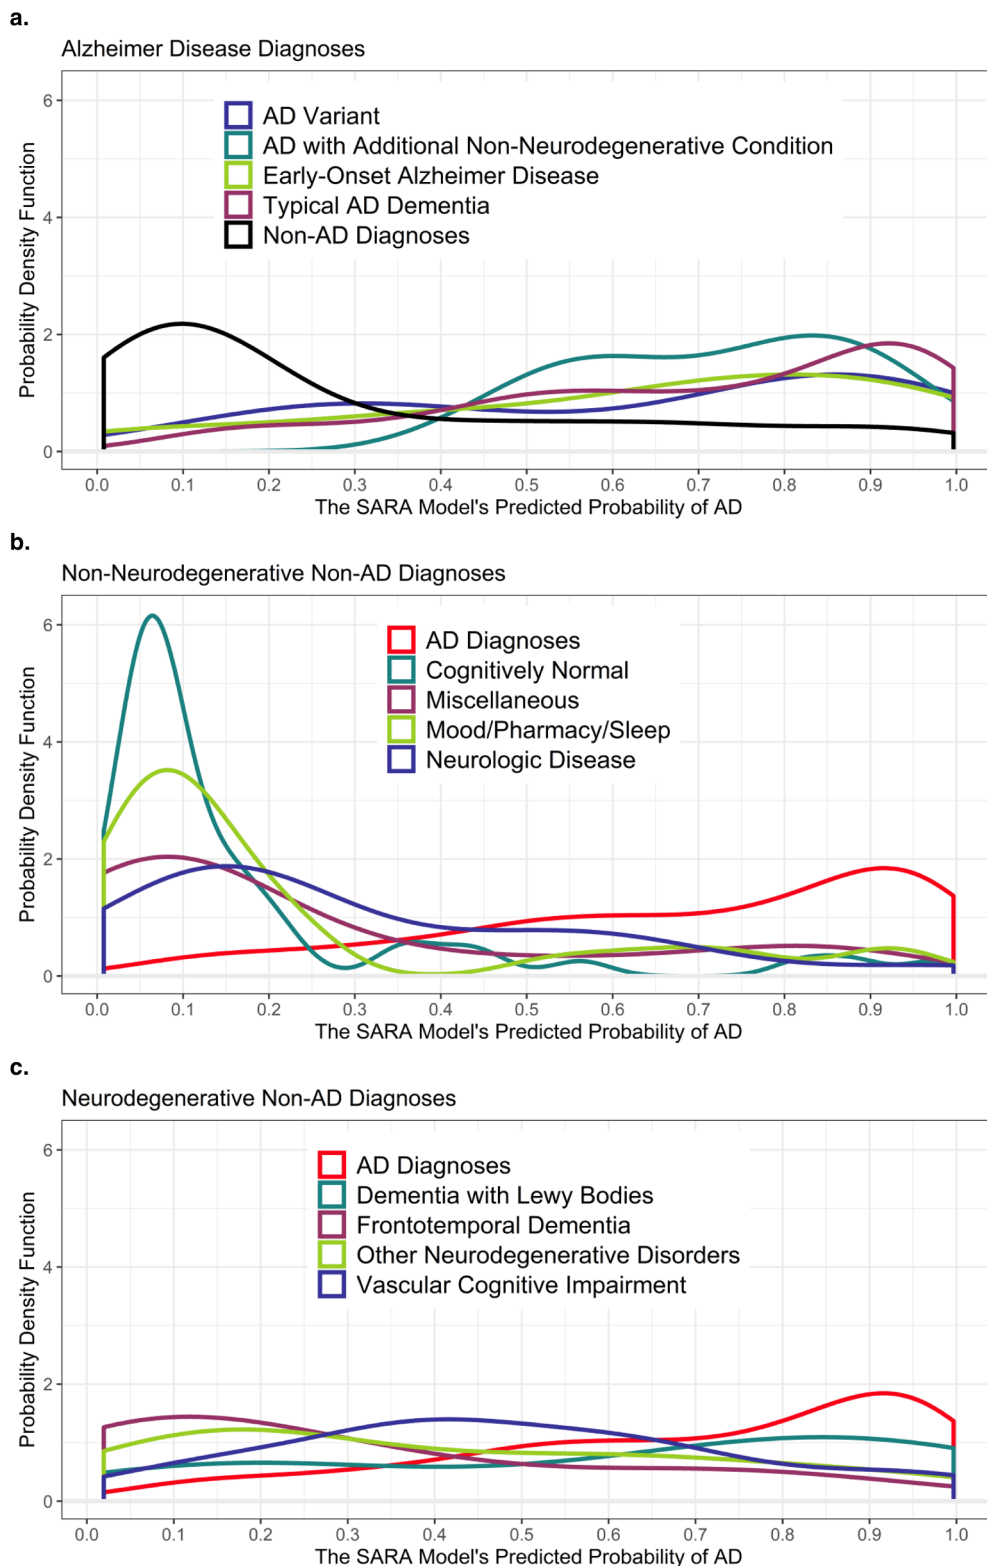 a.
Alzheimer Disease Diagnoses
Probability Density Function
6
4
2
0
AD Variant
AD with Additional Non-Neurodegenerative Condition
Early-Onset Alzheimer Disease
Typical AD Dementia
Non-AD Diagnoses
0.0 0.1 0.2 0.3 0.4 0.5 0.6 0.7 0.8 0.9 1.0
The SARA Model's Predicted Probability of AD
b.
Non-Neurodegenerative Non-AD Diagnoses
Probability Density Function
6
4
2
0
AD Diagnoses
Cognitively Normal
Miscellaneous
Mood/Pharmacy/Sleep
Neurologic Disease
0.0 0.1 0.2 0.3 0.4 0.5 0.6 0.7 0.8 0.9 1.0
The SARA Model's Predicted Probability of AD
c.
Neurodegenerative Non-AD Diagnoses
Probability Density Function
6
4
2
0
AD Diagnoses
Dementia with Lewy Bodies
Frontotemporal Dementia
Other Neurodegenerative Disorders
Vascular Cognitive Impairment
0.0 0.1 0.2 0.3 0.4 0.5 0.6 0.7 0.8 0.9 1.0
The SARA Model's Predicted Probability of AD